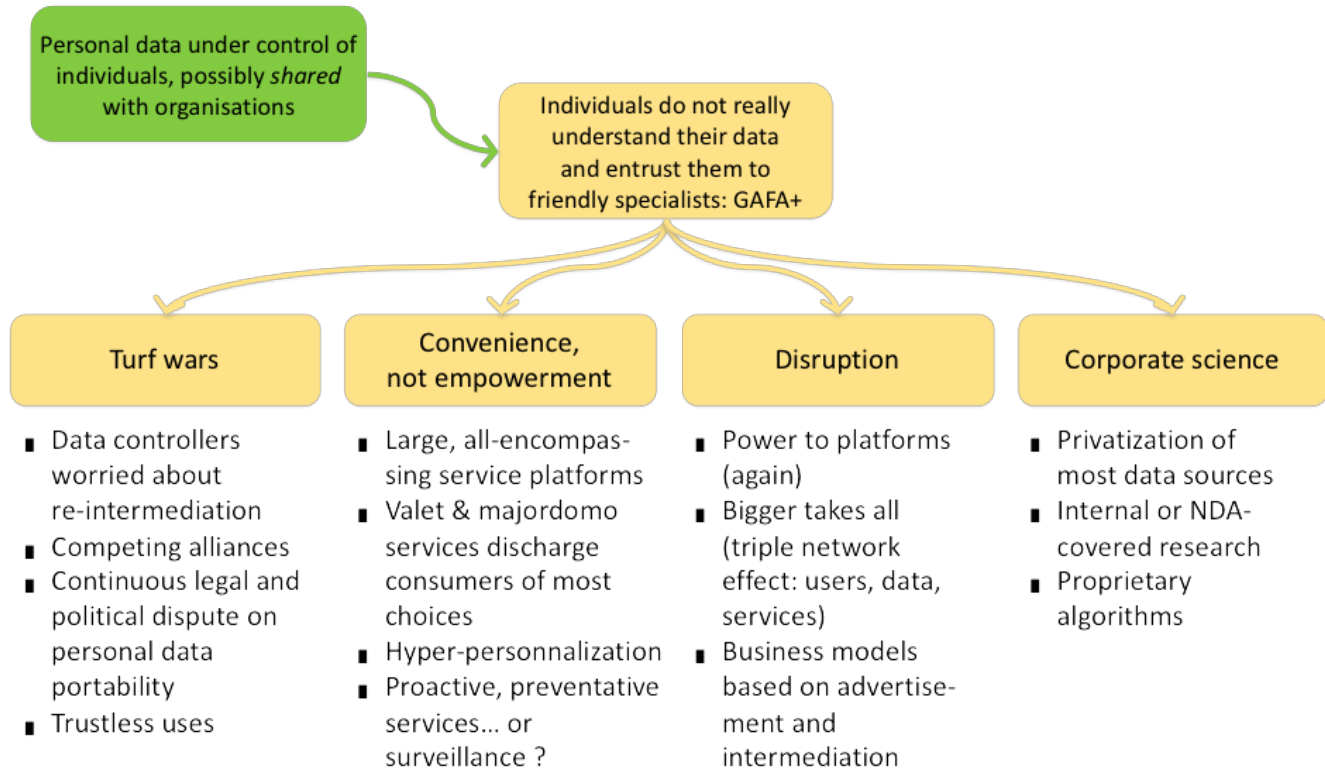 Personal data under control of
individuals, possibly shared
with organisations
Individuals do not really
understand their data
and entrust them to
friendly specialists: GAFA+
Turf wars
▪ Data controllers
worried about
re-intermediation
▪ Competing alliances
▪ Continuous legal and
political dispute on
personal data
portability
▪ Trustless uses
Convenience,
not empowerment
▪ Large, all-encompas-
sing service platforms
▪ Valet & majordomo
services discharge
consumers of most
choices
▪ Hyper-personnalization
▪ Proactive, preventative
services... or
surveillance ?
Disruption
▪ Power to platforms
(again)
▪ Bigger takes all
(triple network
effect: users, data,
services)
▪ Business models
based on advertise-
ment and
intermediation
Corporate science
▪ Privatization of
most data sources
▪ Internal or NDA-
covered research
▪ Proprietary
algorithms